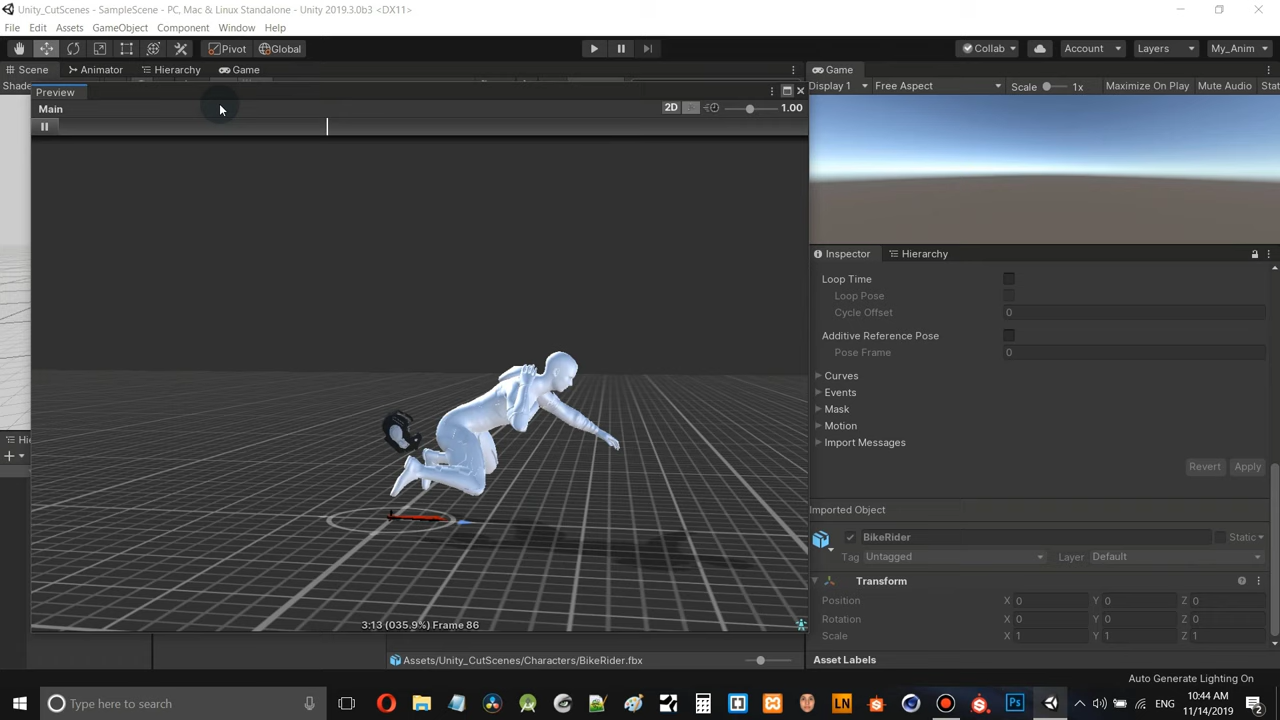 Unity_CutScenes - SampleScene - PC, Mac & Linux Standalone - Unity 2019.3.0b3 <DX11>
File Edit Assets GameObject Component Window Help
Pivot Global Collab Account Layers My_Anim
Scene Animator Hierarchy Game Game
Display 1 Free Aspect Scale 1x Maximize On Play Mute Audio
Preview
Main 2D 1.00
Inspector Hierarchy
Loop Time
Loop Pose
Cycle Offset 0
Additive Reference Pose
Pose Frame 0
Curves
Events
Mask
Motion
Import Messages
Revert Apply
Imported Object
BikeRider Static
Tag Untagged Layer Default
Transform
Position X 0 Y 0 Z 0
Rotation X 0 Y 0 Z 0
Scale X 1 Y 1 Z 1
3:13 (035.9%) Frame 86
Assets/Unity_CutScenes/Characters/BikeRider.fbx
Asset Labels
Auto Generate Lighting On
Type here to search
ENG
10:44 AM
11/14/2019
2